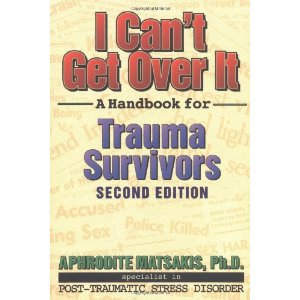 I Can't
Get Over It
A Handbook for
Trauma
Survivors
SECOND EDITION
APHRODITE MATSAKIS, Ph.D.
specialist in
POST-TRAUMATIC STRESS DISORDER
Accused